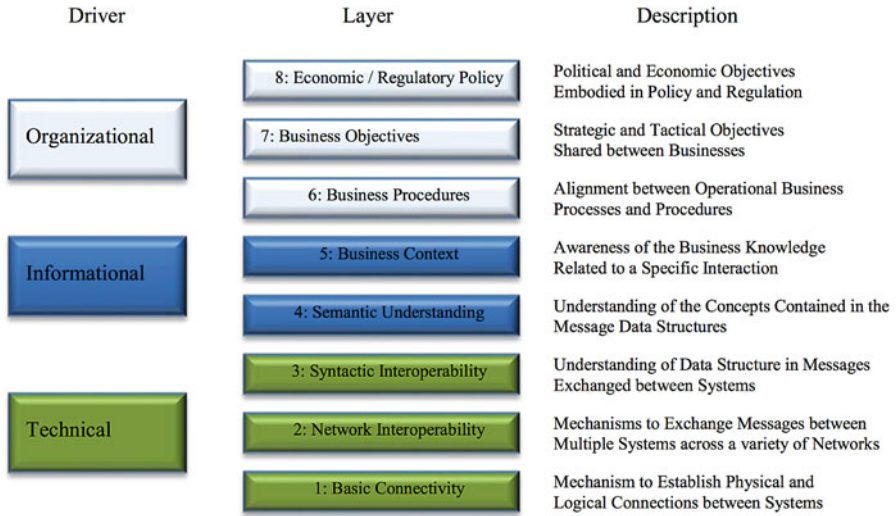 Driver
Layer
Description
8: Economic / Regulatory Policy
Political and Economic Objectives
Embodied in Policy and Regulation
Organizational
7: Business Objectives
Strategic and Tactical Objectives
Shared between Businesses
6: Business Procedures
Alignment between Operational Business
Processes and Procedures
Informational
5: Business Context
Awareness of the Business Knowledge
Related to a Specific Interaction
4: Semantic Understanding
Understanding of the Concepts Contained in the
Message Data Structures
3: Syntactic Interoperability
Understanding of Data Structure in Messages
Exchanged between Systems
Technical
2: Network Interoperability
Mechanisms to Exchange Messages between
Multiple Systems across a variety of Networks
1: Basic Connectivity
Mechanism to Establish Physical and
Logical Connections between Systems